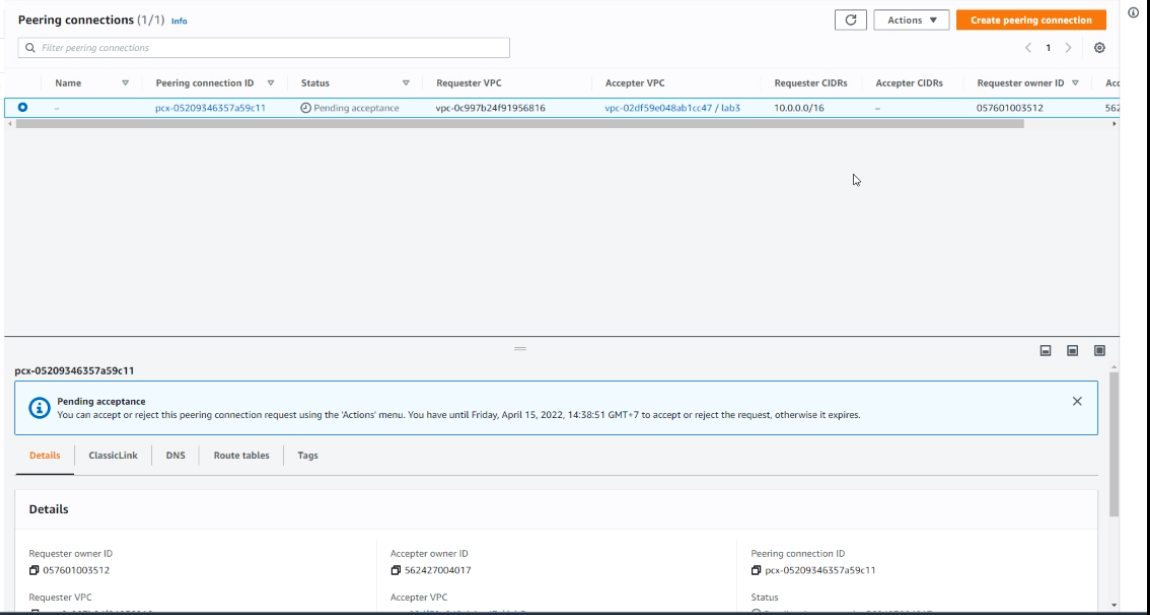 Peering connections (1/1) Info
Actions ▼ Create peering connection
Filter peering connections
1
Name Peering connection ID Status Requester VPC Accepter VPC Requester CIDRs Accepter CIDRs Requester owner ID Acc
– pcx-05209346357a59c11 Pending acceptance vpc-0c997b24f91956816 vpc-02df59e048ab1cc47 / lab3 10.0.0.0/16 – 057601003512 562
pcx-05209346357a59c11
Pending acceptance
You can accept or reject this peering connection request using the 'Actions' menu. You have until Friday, April 15, 2022, 14:38:51 GMT+7 to accept or reject the request, otherwise it expires.
Details ClassicLink DNS Route tables Tags
Details
Requester owner ID Accepter owner ID Peering connection ID
057601003512 562427004017 pcx-05209346357a59c11
Requester VPC Accepter VPC Status